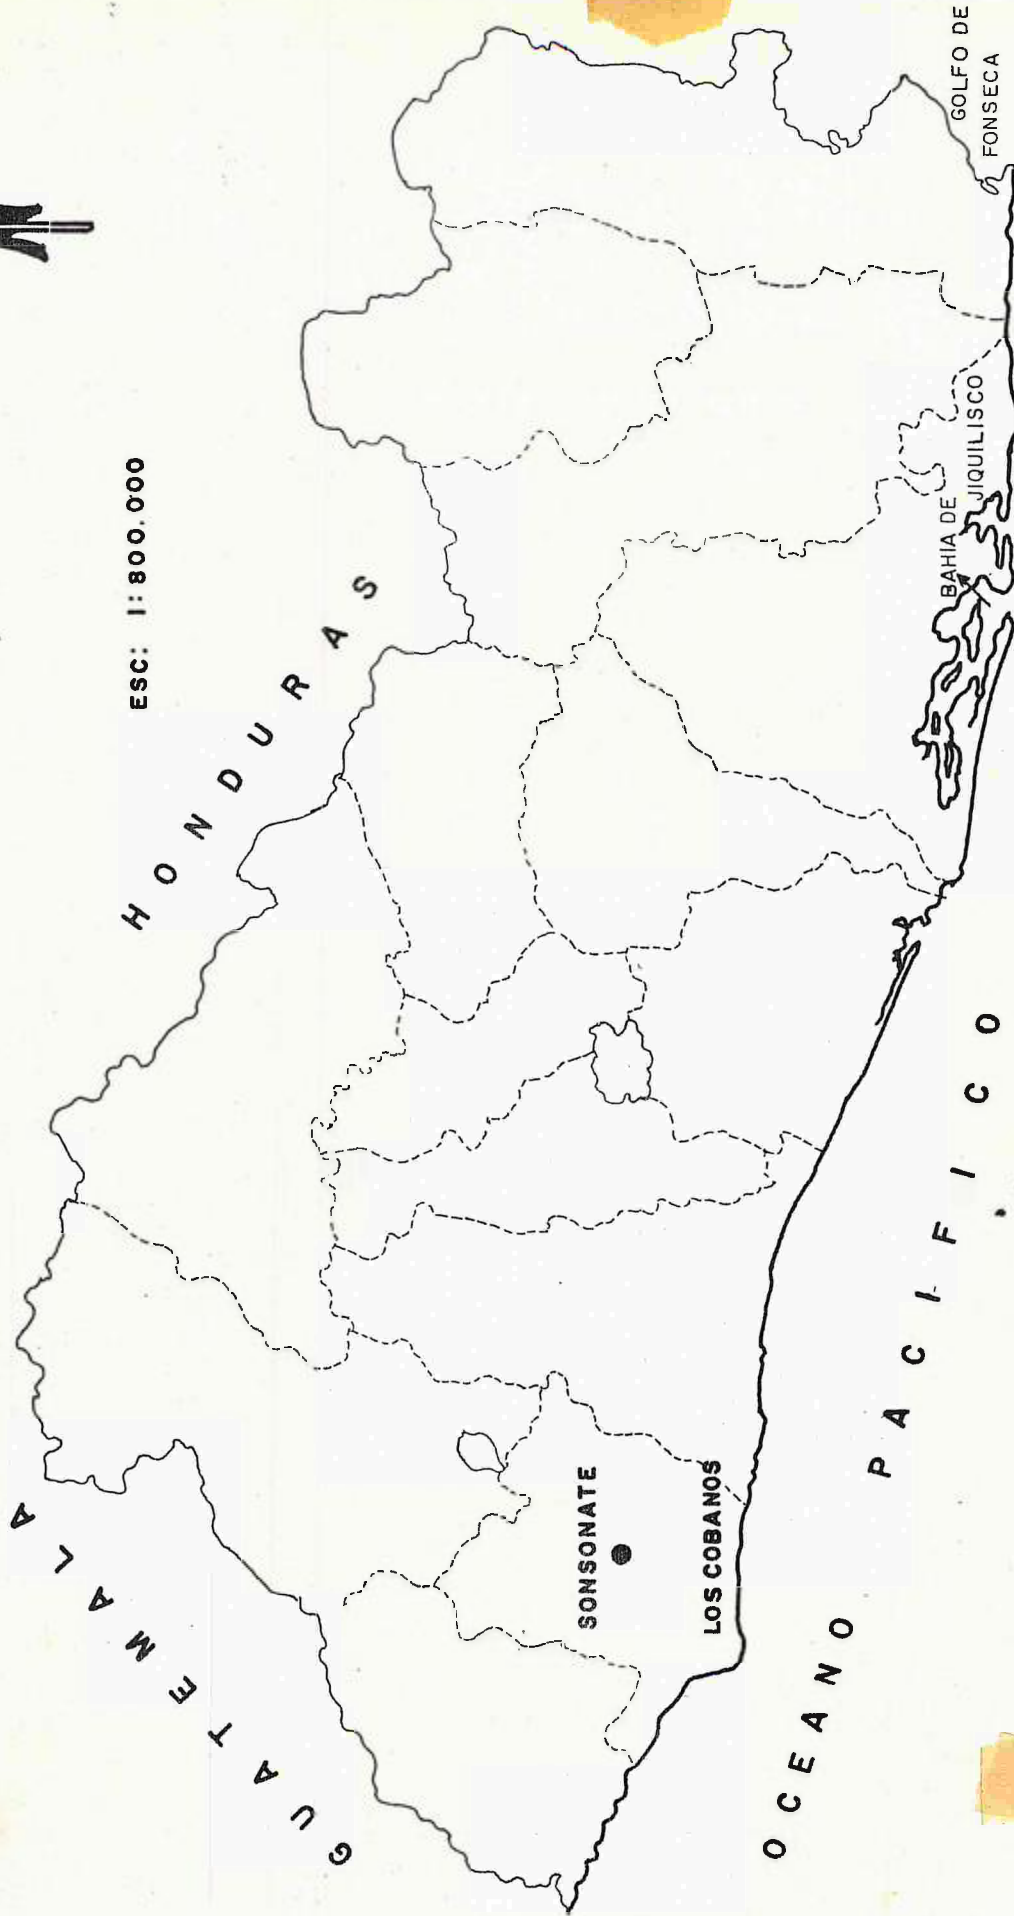 ESC: 1:800.000
GUATEMALA
HONDURAS
SONSONATE
LOS COBANOS
BAHIA DE
JIQUILISCO
GOLFO DE
FONSECA
OCEANO PACIFICO